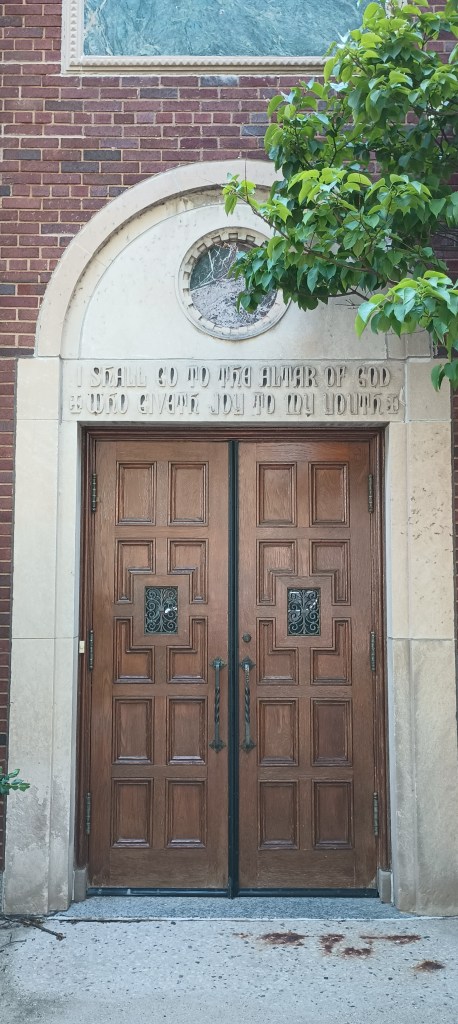 I SHALL GO TO THE ALTAR OF GOD
WHO GIVETH JOY TO MY YOUTH